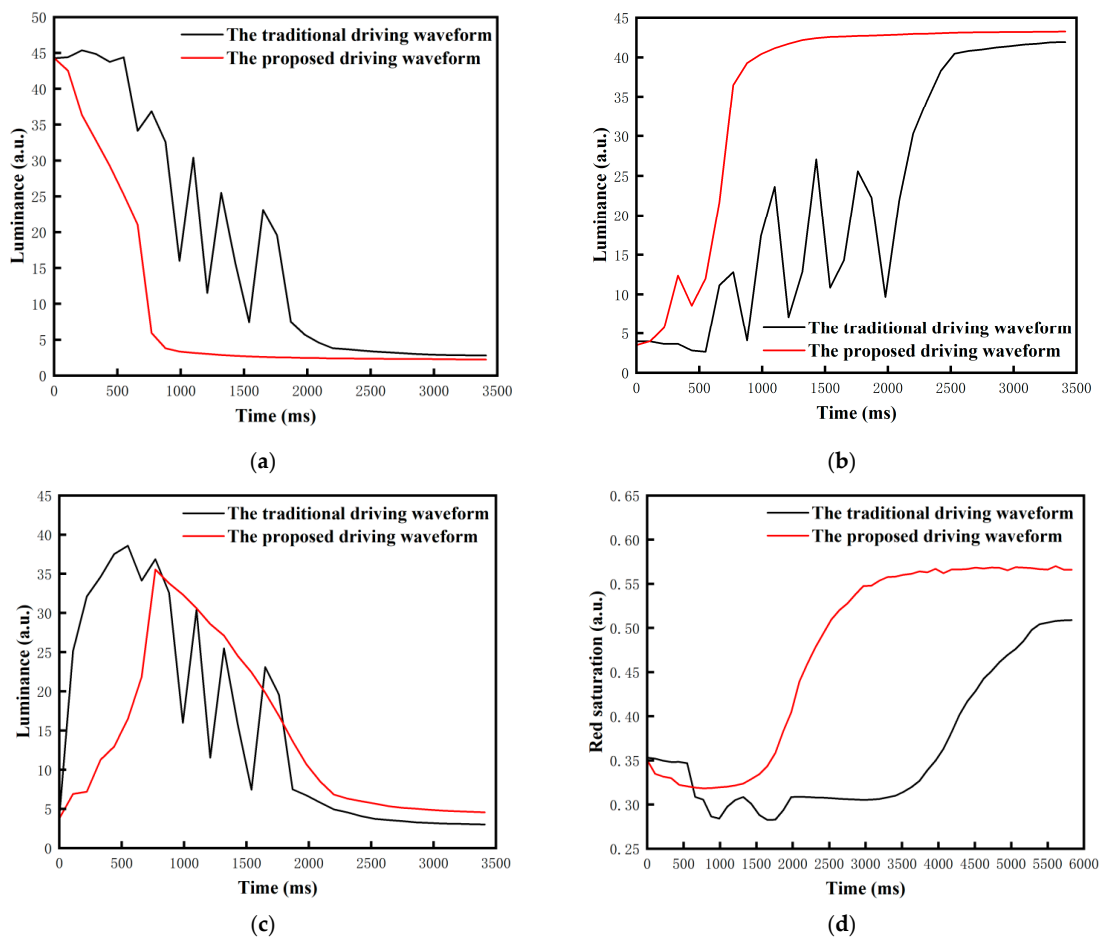 50
45
40
35
30
25
20
15
10
5
0
Luminance (a.u.)
The traditional driving waveform
The proposed driving waveform
0 500 1000 1500 2000 2500 3000 3500
Time (ms)
(a)
45
40
35
30
25
20
15
10
5
0
Luminance (a.u.)
The traditional driving waveform
The proposed driving waveform
0 500 1000 1500 2000 2500 3000 3500
Time (ms)
(b)
45
40
35
30
25
20
15
10
5
0
Luminance (a.u.)
The traditional driving waveform
The proposed driving waveform
0 500 1000 1500 2000 2500 3000 3500
Time (ms)
(c)
0.65
0.60
0.55
0.50
0.45
0.40
0.35
0.30
0.25
Red saturation (a.u.)
The traditional driving waveform
The proposed driving waveform
0 500 1000 1500 2000 2500 3000 3500 4000 4500 5000 5500 6000
Time (ms)
(d)